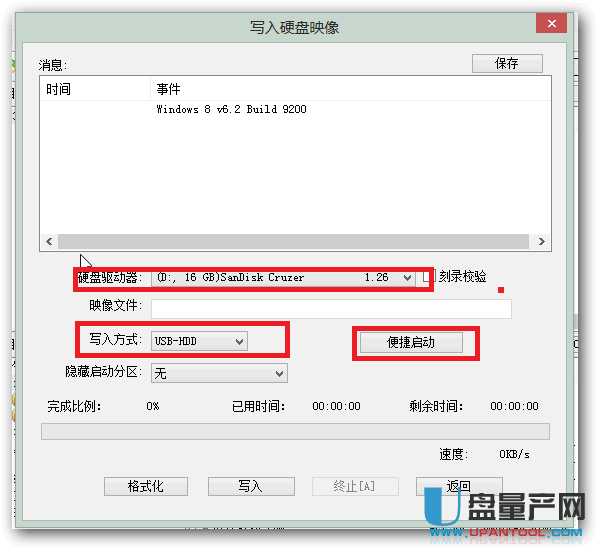 写入硬盘映像
消息:
保存
时间 事件
Windows 8 v6.2 Build 9200
硬盘驱动器: (D:, 16 GB)SanDisk Cruzer 1.26 刻录校验
映像文件:
写入方式: USB-HDD 便捷启动
隐藏启动分区: 无
完成比例: 0% 已用时间: 00:00:00 剩余时间: 00:00:00
速度: 0KB/s
格式化 写入 终止[A] 返回
U盘量产网
WWW.UPANTOOL.COM